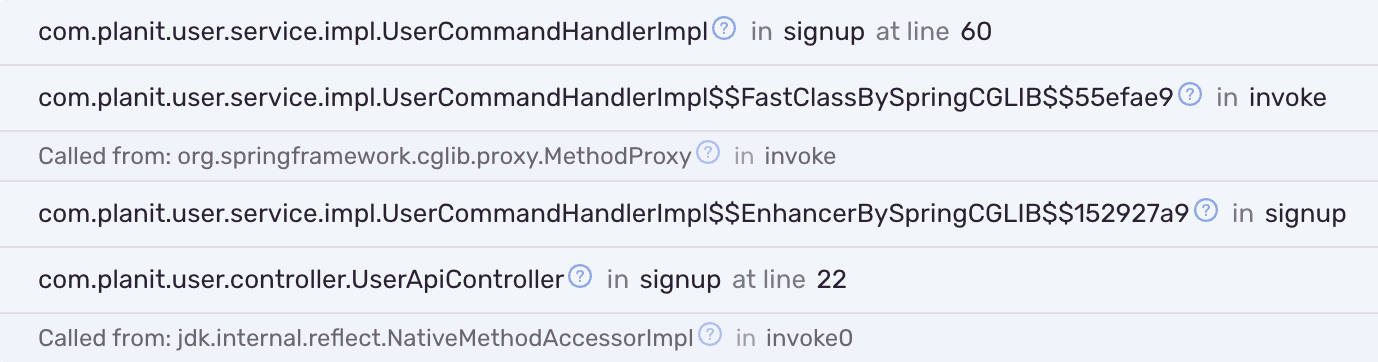 com.planit.user.service.impl.UserCommandHandlerImpl ? in signup at line 60
com.planit.user.service.impl.UserCommandHandlerImpl$$FastClassBySpringCGLIB$$55efae9 ? in invoke
Called from: org.springframework.cglib.proxy.MethodProxy ? in invoke
com.planit.user.service.impl.UserCommandHandlerImpl$$EnhancerBySpringCGLIB$$152927a9 ? in signup
com.planit.user.controller.UserApiController ? in signup at line 22
Called from: jdk.internal.reflect.NativeMethodAccessorImpl ? in invoke0